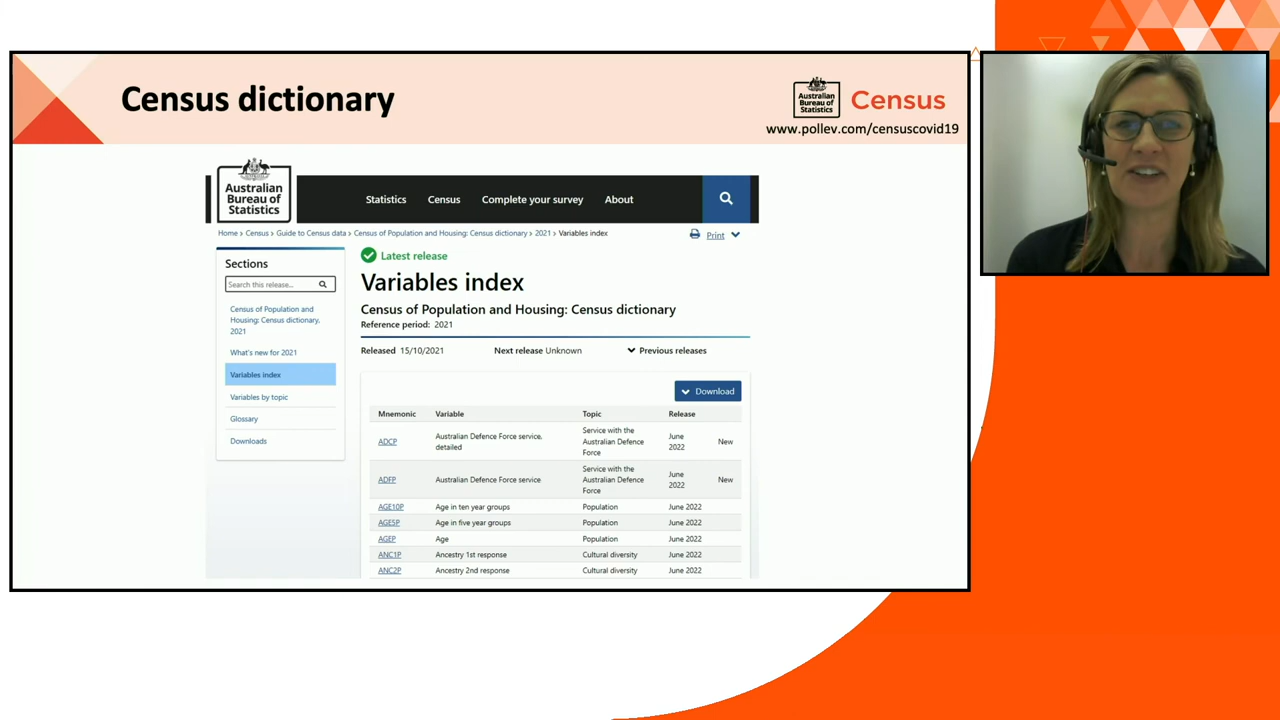 Census dictionary
Australian
Bureau of
Statistics
Census
www.pollev.com/censuscovid19
Australian
Bureau of
Statistics
Statistics Census Complete your survey About
Home > Census > Guide to Census data > Census of Population and Housing: Census dictionary > 2021 > Variables index
Print
Sections
Search this release...
Census of Population and
Housing: Census dictionary,
2021
What's new for 2021
Variables index
Variables by topic
Glossary
Downloads
Latest release
Variables index
Census of Population and Housing: Census dictionary
Reference period: 2021
Released 15/10/2021 Next release Unknown Previous releases
Download
Mnemonic Variable Topic Release
ADCP Australian Defence Force service, detailed Service with the Australian Defence Force June 2022 New
ADFP Australian Defence Force service Service with the Australian Defence Force June 2022 New
AGE10P Age in ten year groups Population June 2022
AGE5P Age in five year groups Population June 2022
AGEP Age Population June 2022
ANC1P Ancestry 1st response Cultural diversity June 2022
ANC2P Ancestry 2nd response Cultural diversity June 2022